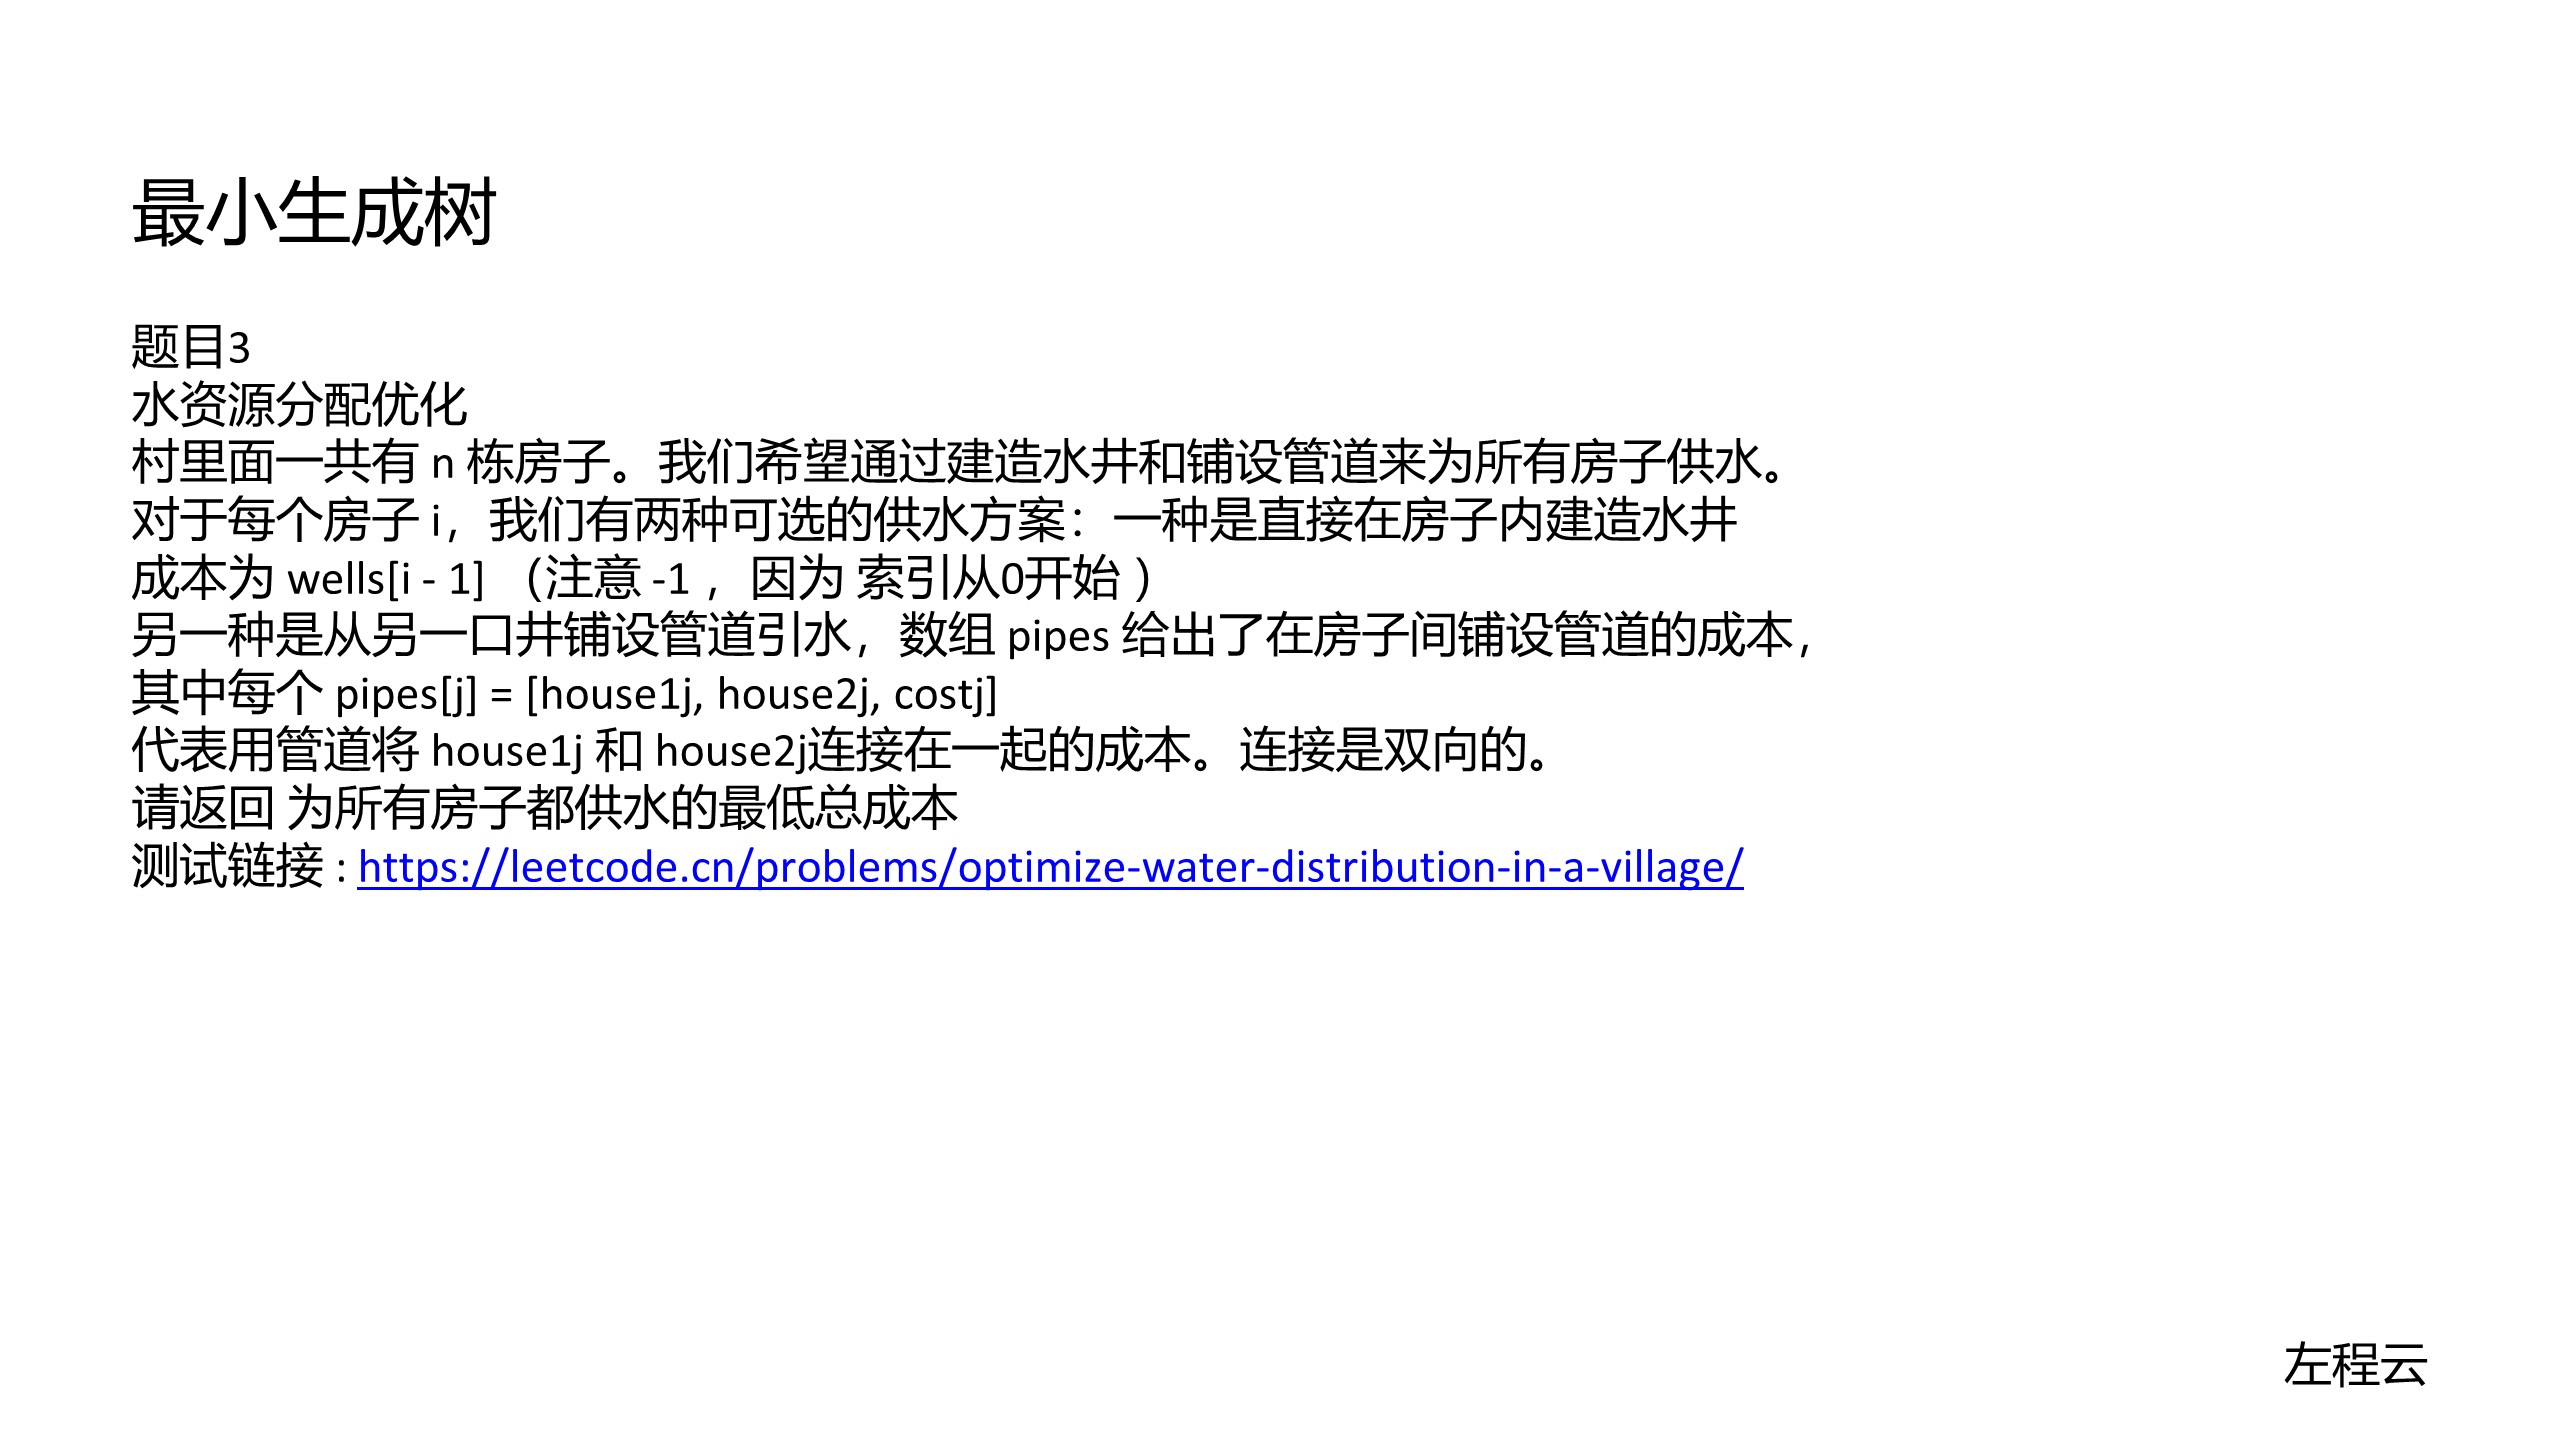 最小生成树
题目3
水资源分配优化
村里面一共有 n 栋房子。我们希望通过建造水井和铺设管道来为所有房子供水。
对于每个房子 i，我们有两种可选的供水方案：一种是直接在房子内建造水井
成本为 wells[i - 1] （注意 -1 ，因为 索引从0开始 ）
另一种是从另一口井铺设管道引水，数组 pipes 给出了在房子间铺设管道的成本，
其中每个 pipes[j] = [house1j, house2j, costj]
代表用管道将 house1j 和 house2j连接在一起的成本。连接是双向的。
请返回 为所有房子都供水的最低总成本
测试链接 : https://leetcode.cn/problems/optimize-water-distribution-in-a-village/
左程云